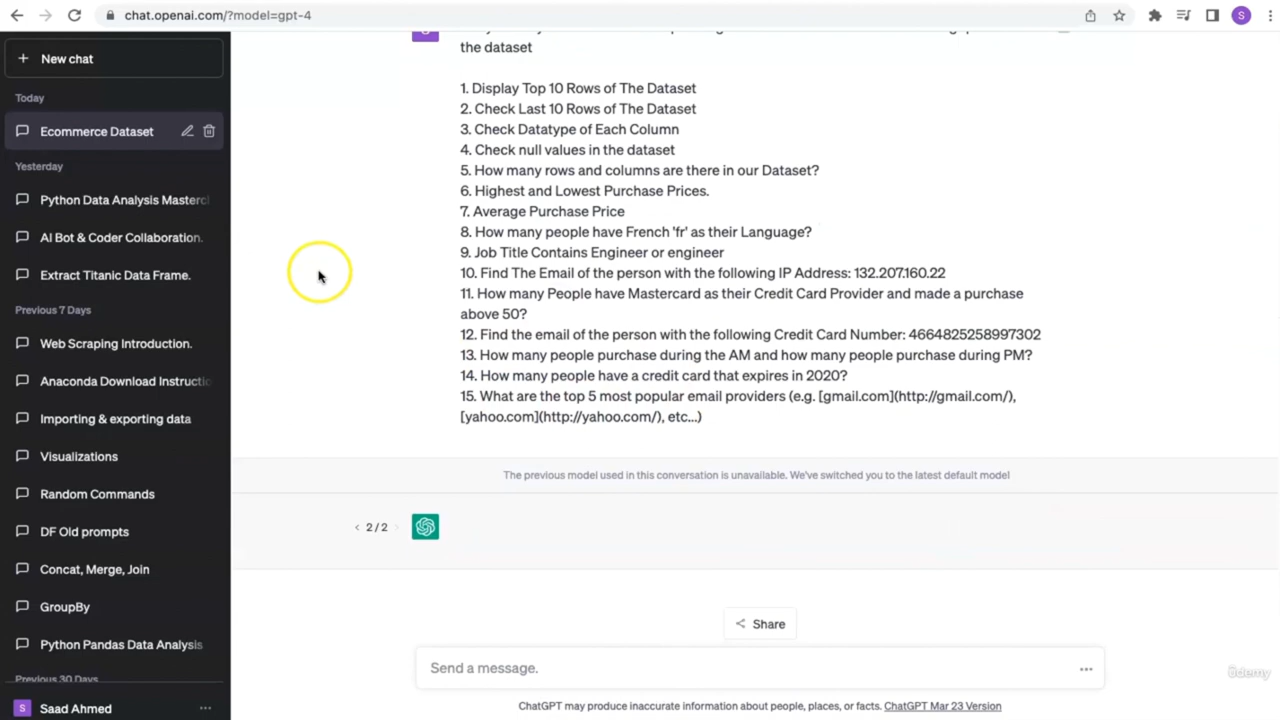 chat.openai.com/?model=gpt-4
S
New chat
Today
Ecommerce Dataset
Yesterday
Python Data Analysis Masterc
AI Bot & Coder Collaboration.
Extract Titanic Data Frame.
Previous 7 Days
Web Scraping Introduction.
Anaconda Download Instructio
Importing & exporting data
Visualizations
Random Commands
DF Old prompts
Concat, Merge, Join
GroupBy
Python Pandas Data Analysis
Previous 30 Days
S Saad Ahmed
the dataset
1. Display Top 10 Rows of The Dataset
2. Check Last 10 Rows of The Dataset
3. Check Datatype of Each Column
4. Check null values in the dataset
5. How many rows and columns are there in our Dataset?
6. Highest and Lowest Purchase Prices.
7. Average Purchase Price
8. How many people have French 'fr' as their Language?
9. Job Title Contains Engineer or engineer
10. Find The Email of the person with the following IP Address: 132.207.160.22
11. How many People have Mastercard as their Credit Card Provider and made a purchase
above 50?
12. Find the email of the person with the following Credit Card Number: 4664825258997302
13. How many people purchase during the AM and how many people purchase during PM?
14. How many people have a credit card that expires in 2020?
15. What are the top 5 most popular email providers (e.g. [gmail.com](http://gmail.com/),
[yahoo.com](http://yahoo.com/), etc...)
The previous model used in this conversation is unavailable. We've switched you to the latest default model
< 2 / 2 >
Share
Send a message.
ChatGPT may produce inaccurate information about people, places, or facts. ChatGPT Mar 23 Version
ûdemy